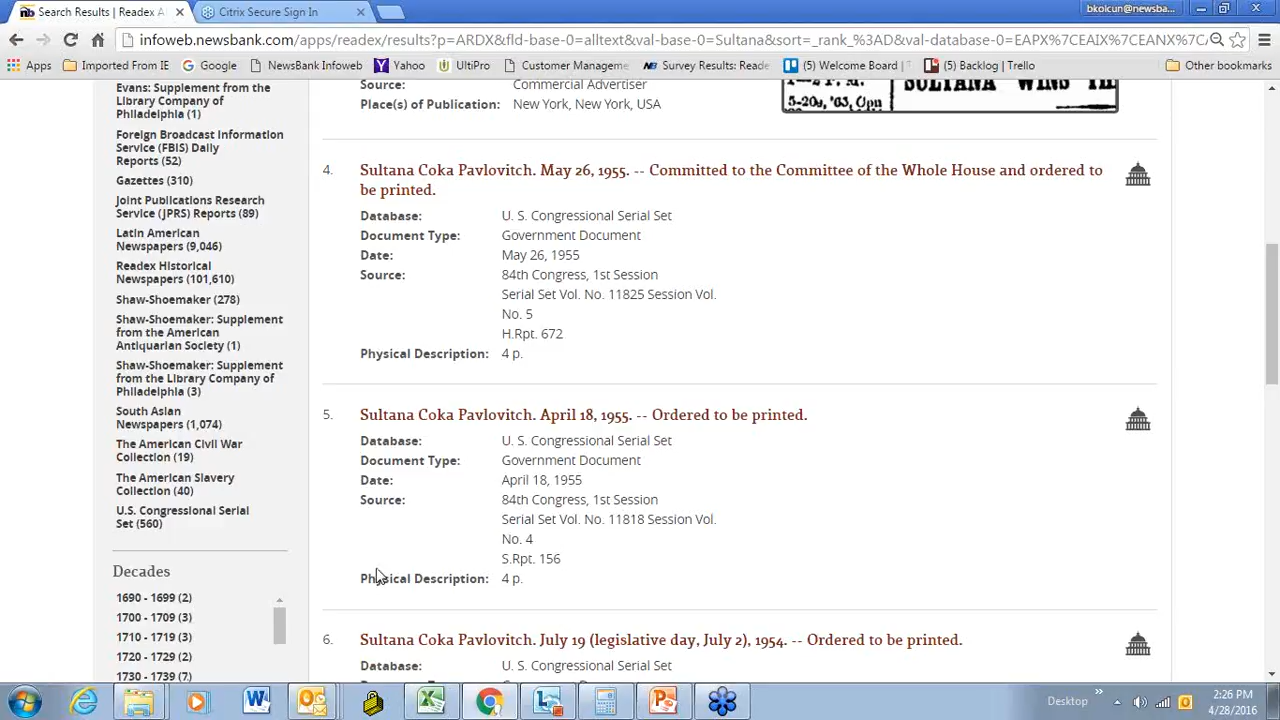 Search Results | Readex A
Citrix Secure Sign In
bkolcun@newsba...
infoweb.newsbank.com/apps/readex/results?p=ARDX&fld-base-0=alltext&val-base-0=Sultana&sort=_rank_%3AD&val-database-0=EAPX%7CEAIX%7CEANX%7C/
Apps
Imported From IE
Google
NewsBank Infoweb
Yahoo
UltiPro
Customer Manageme
Survey Results: Reade
(5) Welcome Board |
(5) Backlog | Trello
Other bookmarks
Evans: Supplement from the
Library Company of
Philadelphia (1)
Foreign Broadcast Information
Service (FBIS) Daily
Reports (52)
Gazettes (310)
Joint Publications Research
Service (JPRS) Reports (89)
Latin American
Newspapers (9,046)
Readex Historical
Newspapers (101,610)
Shaw-Shoemaker (278)
Shaw-Shoemaker: Supplement
from the American
Antiquarian Society (1)
Shaw-Shoemaker: Supplement
from the Library Company of
Philadelphia (3)
South Asian
Newspapers (1,074)
The American Civil War
Collection (19)
The American Slavery
Collection (40)
U.S. Congressional Serial
Set (560)
Decades
1690 - 1699 (2)
1700 - 1709 (3)
1710 - 1719 (3)
1720 - 1729 (2)
1730 - 1739 (7)
Source: Commercial Advertiser
Place(s) of Publication: New York, New York, USA
5-20s, '63, Cpn
SULTANA WINS
4. Sultana Coka Pavlovitch. May 26, 1955. -- Committed to the Committee of the Whole House and ordered to
be printed.
Database: U. S. Congressional Serial Set
Document Type: Government Document
Date: May 26, 1955
Source: 84th Congress, 1st Session
Serial Set Vol. No. 11825 Session Vol.
No. 5
H.Rpt. 672
Physical Description: 4 p.
5. Sultana Coka Pavlovitch. April 18, 1955. -- Ordered to be printed.
Database: U. S. Congressional Serial Set
Document Type: Government Document
Date: April 18, 1955
Source: 84th Congress, 1st Session
Serial Set Vol. No. 11818 Session Vol.
No. 4
S.Rpt. 156
Physical Description: 4 p.
6. Sultana Coka Pavlovitch. July 19 (legislative day, July 2), 1954. -- Ordered to be printed.
Database: U. S. Congressional Serial Set
Desktop
2:26 PM
4/28/2016